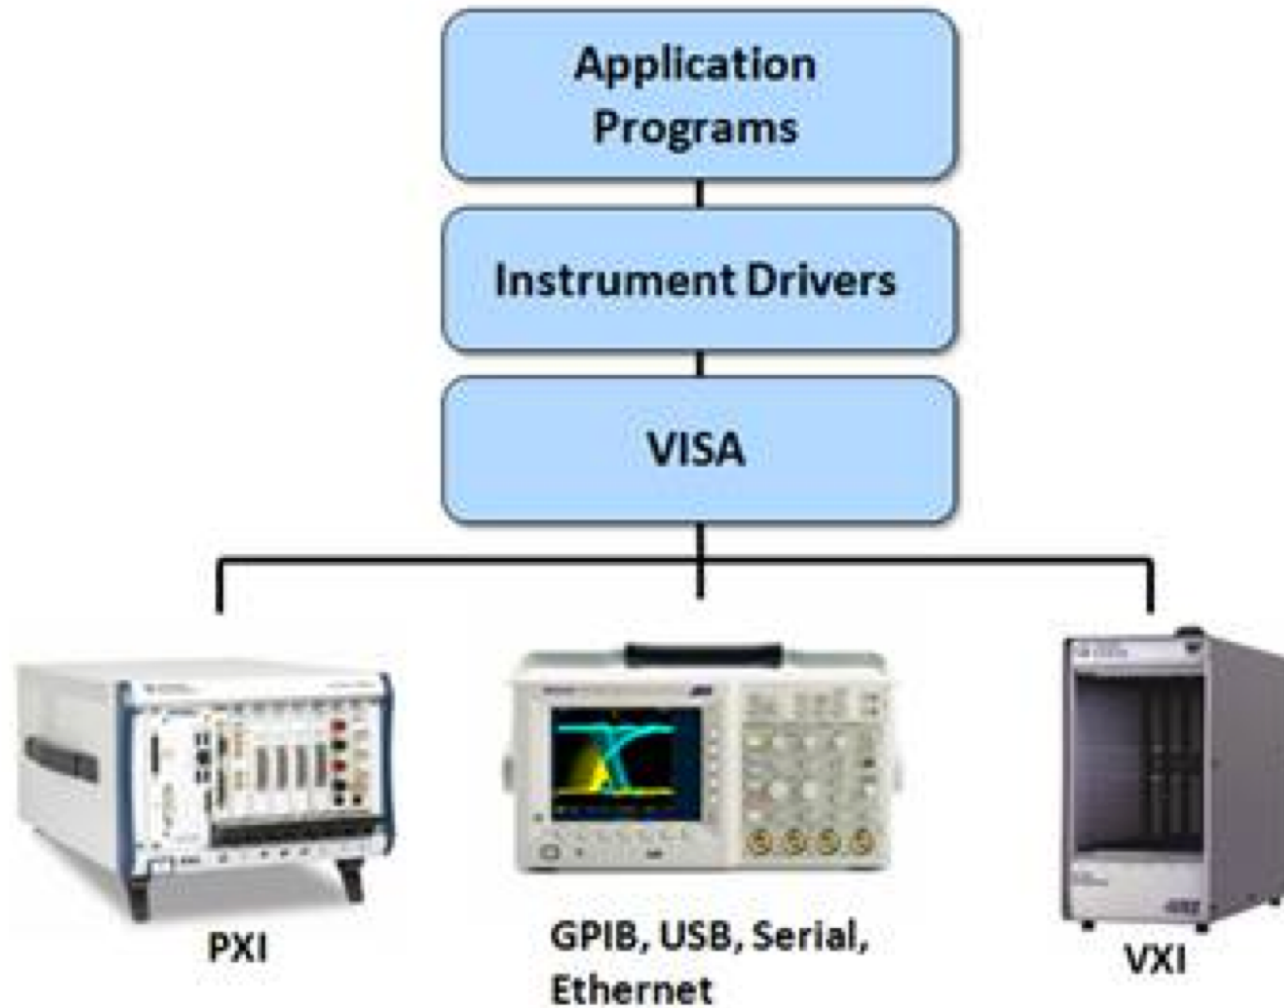 Application
Programs
Instrument Drivers
VISA
PXI
GPIB, USB, Serial,
Ethernet
VXI